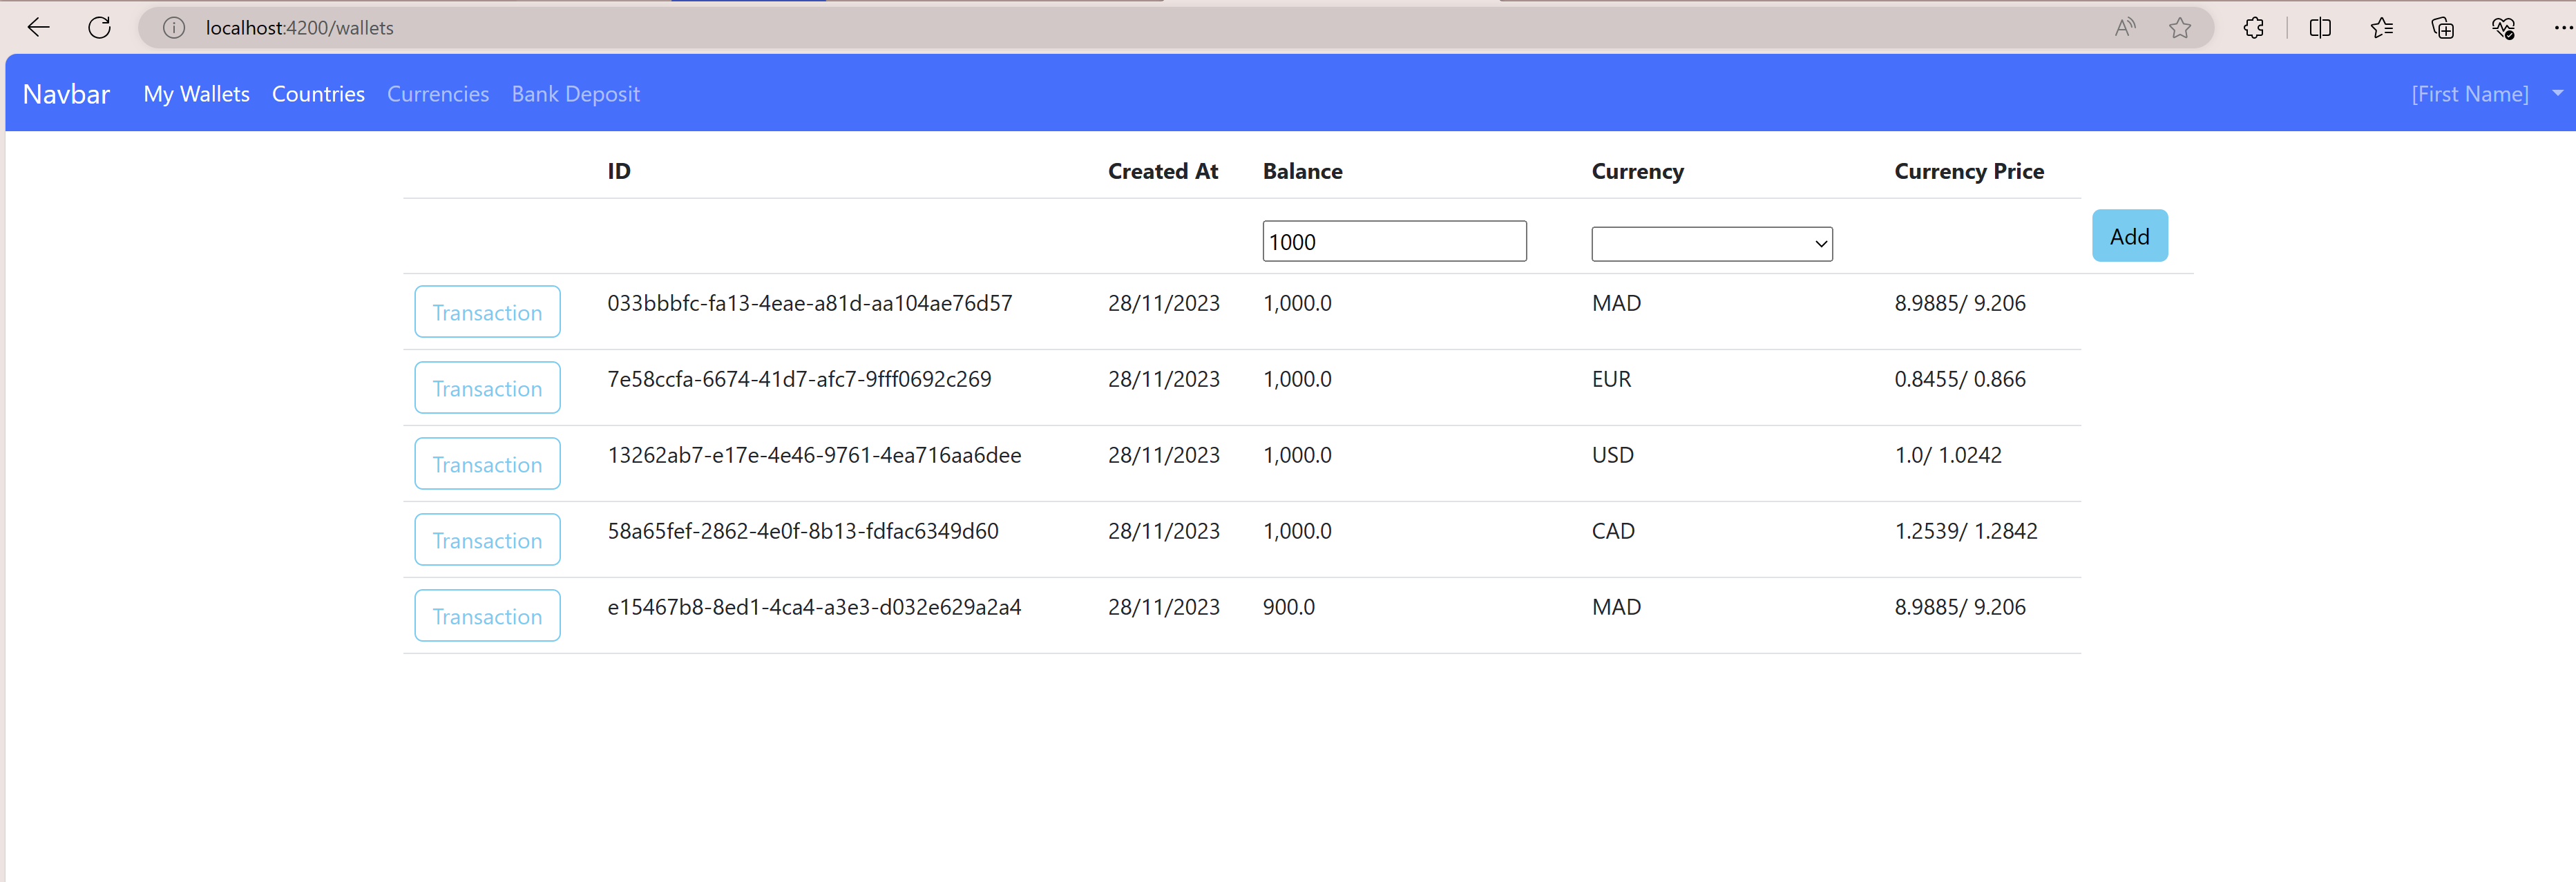 localhost:4200/wallets
Navbar My Wallets Countries Currencies Bank Deposit [First Name]
ID Created At Balance Currency Currency Price
1000 Add
Transaction 033bbbfc-fa13-4eae-a81d-aa104ae76d57 28/11/2023 1,000.0 MAD 8.9885/ 9.206
Transaction 7e58ccfa-6674-41d7-afc7-9fff0692c269 28/11/2023 1,000.0 EUR 0.8455/ 0.866
Transaction 13262ab7-e17e-4e46-9761-4ea716aa6dee 28/11/2023 1,000.0 USD 1.0/ 1.0242
Transaction 58a65fef-2862-4e0f-8b13-fdfac6349d60 28/11/2023 1,000.0 CAD 1.2539/ 1.2842
Transaction e15467b8-8ed1-4ca4-a3e3-d032e629a2a4 28/11/2023 900.0 MAD 8.9885/ 9.206